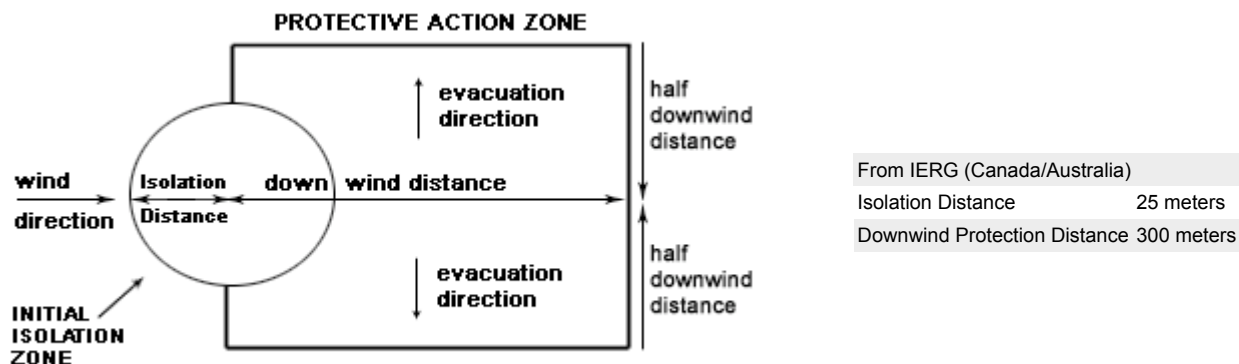 PROTECTIVE ACTION ZONE
evacuation
direction
half
downwind
distance
wind
direction
Isolation
Distance
down wind distance
evacuation
direction
half
downwind
distance
INITIAL
ISOLATION
ZONE
From IERG (Canada/Australia)
Isolation Distance 25 meters
Downwind Protection Distance 300 meters